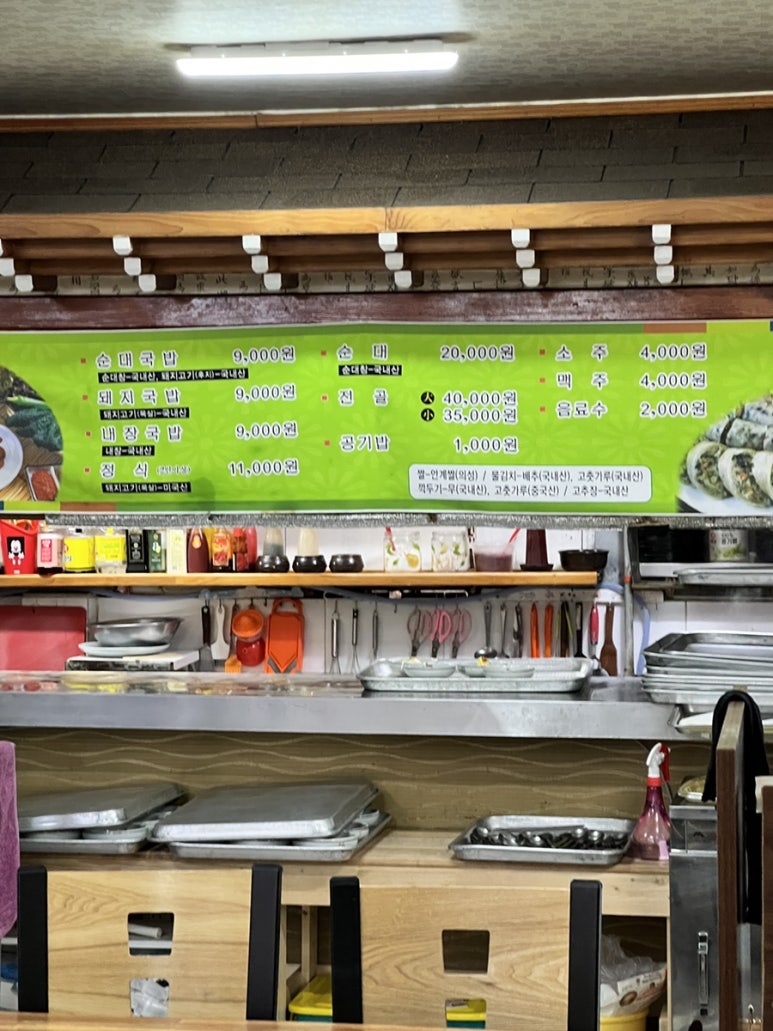 순대국밥 9,000원
순대창-국내산, 돼지고기(후지)-국내산
돼지국밥 9,000원
돼지고기(목살)-국내산
내장국밥 9,000원
내창-국내산
정식 11,000원
돼지고기(목살)-미국산
순대 20,000원
순대창-국내산
전골 大 40,000원
小 35,000원
공기밥 1,000원
소주 4,000원
맥주 4,000원
음료수 2,000원
쌀-안계쌀(의성) / 물김치-배추(국내산), 고춧가루(국내산)
깍두기-무(국내산), 고춧가루(중국산) / 고추장-국내산